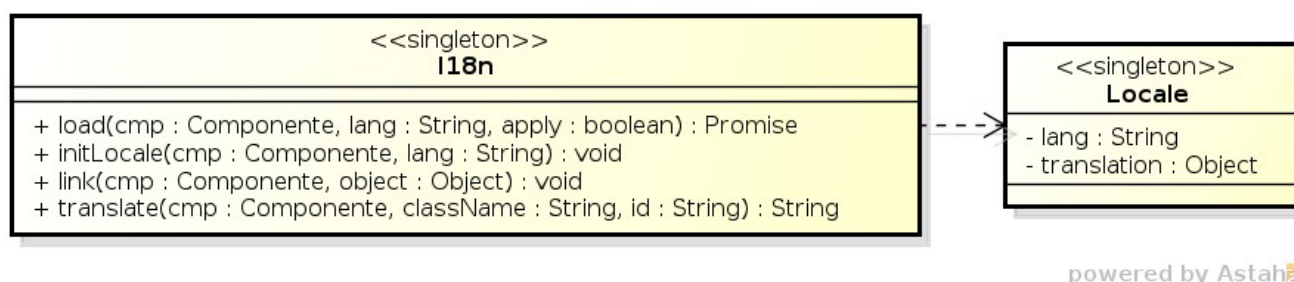 <<singleton>>
I18n
+ load(cmp : Componente, lang : String, apply : boolean) : Promise
+ initLocale(cmp : Componente, lang : String) : void
+ link(cmp : Componente, object : Object) : void
+ translate(cmp : Componente, className : String, id : String) : String
<<singleton>>
Locale
- lang : String
- translation : Object
powered by Astah